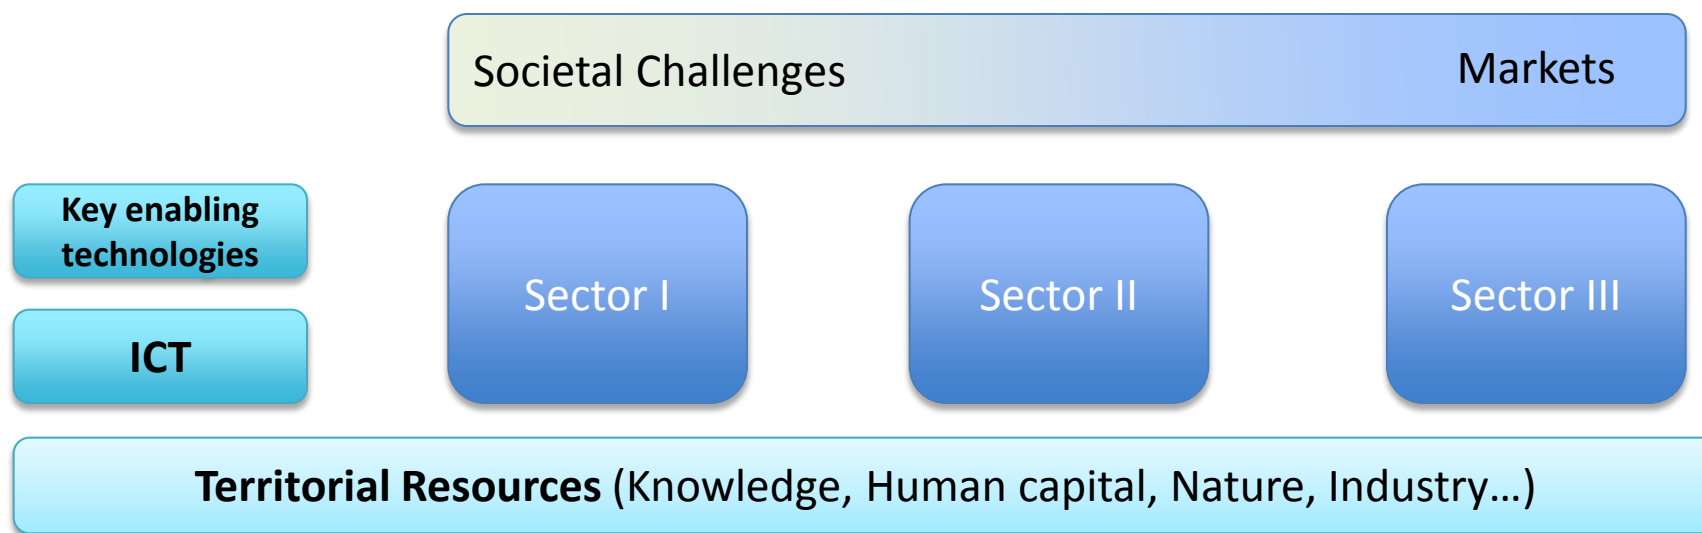 Societal Challenges
Markets
Key enabling
technologies
ICT
Sector I
Sector II
Sector III
Territorial Resources (Knowledge, Human capital, Nature, Industry…)